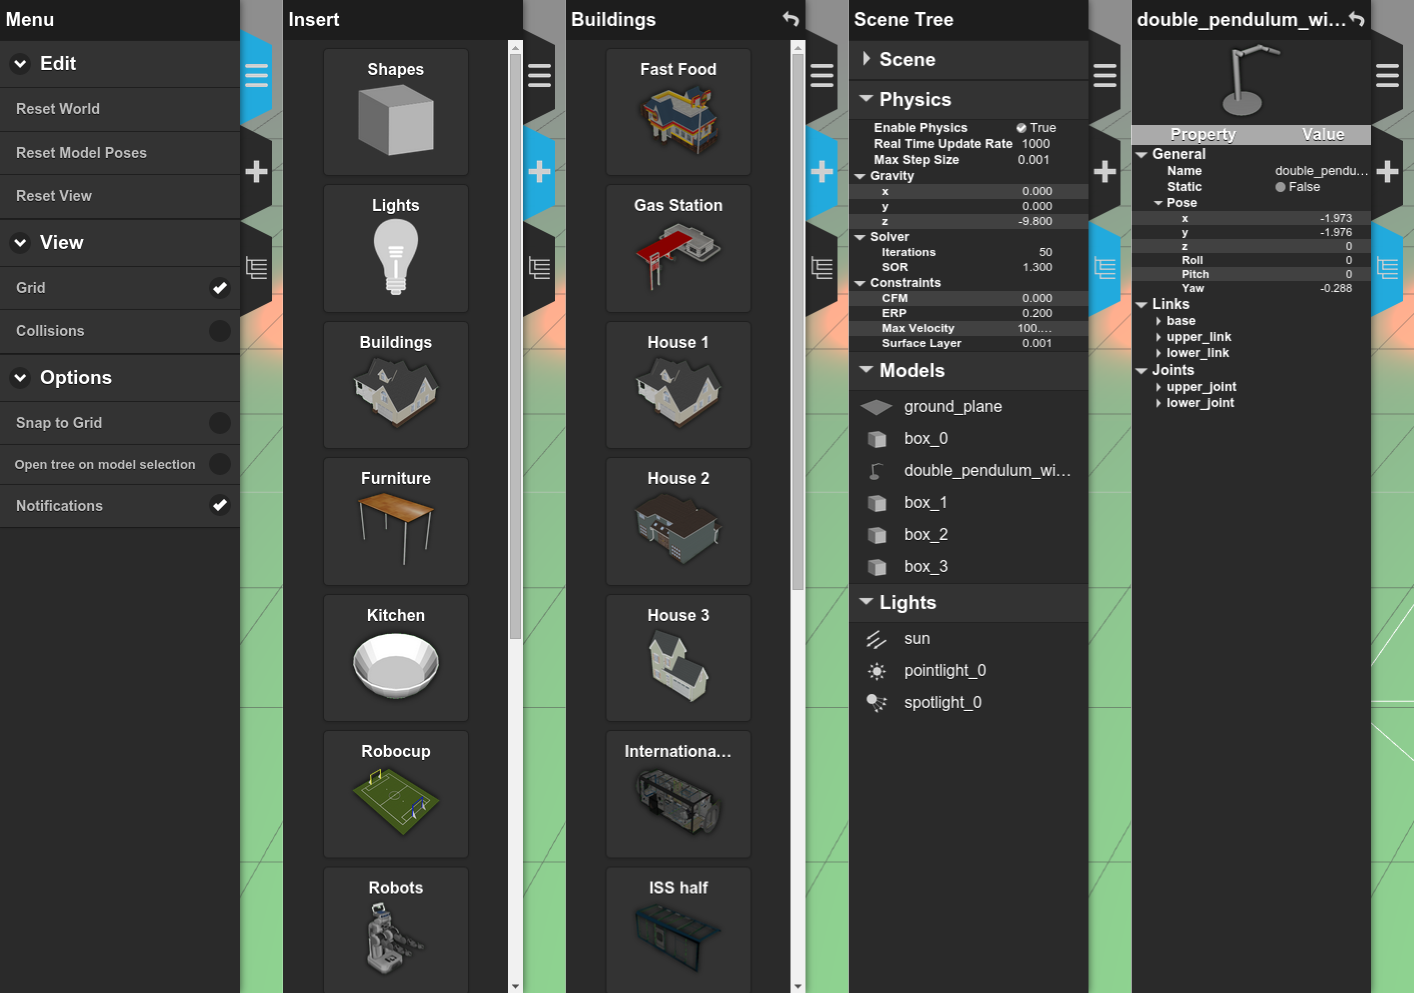 Menu
Edit
Reset World
Reset Model Poses
Reset View
View
Grid
Collisions
Options
Snap to Grid
Open tree on model selection
Notifications
Insert
Shapes
Lights
Buildings
Furniture
Kitchen
Robocup
Robots
Buildings
Fast Food
Gas Station
House 1
House 2
House 3
Internationa...
ISS half
Scene Tree
Scene
Physics
Enable Physics True
Real Time Update Rate 1000
Max Step Size 0.001
Gravity
x 0.000
y 0.000
z -9.800
Solver
Iterations 50
SOR 1.300
Constraints
CFM 0.000
ERP 0.200
Max Velocity 100....
Surface Layer 0.001
Models
ground_plane
box_0
double_pendulum_wi...
box_1
box_2
box_3
Lights
sun
pointlight_0
spotlight_0
double_pendulum_wi...
Property Value
General
Name double_pendu...
Static False
Pose
x -1.973
y -1.976
z 0
Roll 0
Pitch 0
Yaw -0.288
Links
base
upper_link
lower_link
Joints
upper_joint
lower_joint